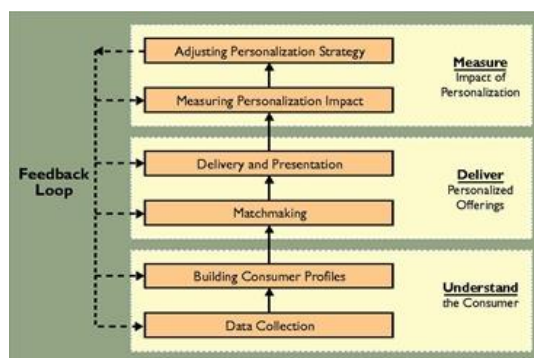 Adjusting Personalization Strategy
Measure
Impact of
Personalization
Measuring Personalization Impact
Feedback
Loop
Delivery and Presentation
Deliver
Personalized
Offerings
Matchmaking
Building Consumer Profiles
Understand
the Consumer
Data Collection